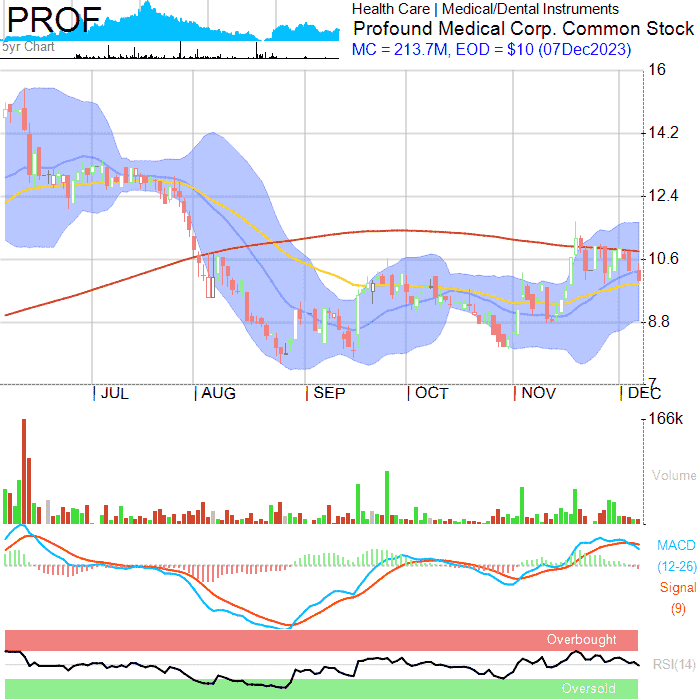 PROF
5yr Chart
Health Care | Medical/Dental Instruments
Profound Medical Corp. Common Stock
MC = 213.7M, EOD = $10 (07Dec2023)
16
14.2
12.4
10.6
8.8
7
JUL AUG SEP OCT NOV DEC
166k
Volume
MACD
(12-26)
Signal
(9)
Overbought
RSI(14)
Oversold